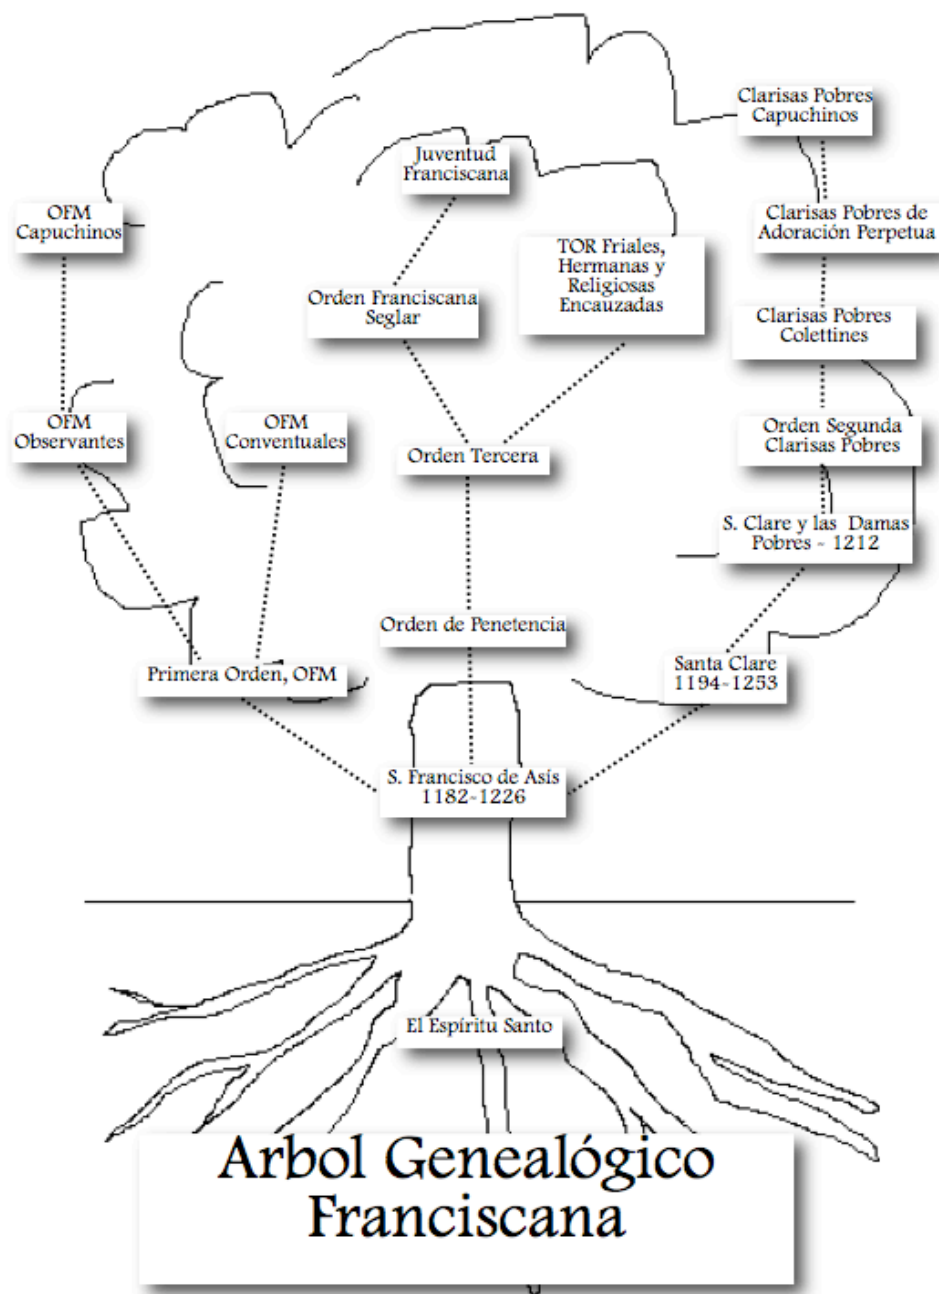 Clarisas Pobres
Capuchinos
Juventud
Franciscana
OFM
Capuchinos
Clarisas Pobres de
Adoración Perpetua
TOR Friales,
Hermanas y
Religiosas
Encauzadas
Orden Franciscana
Seglar
Clarisas Pobres
Colettines
OFM
Observantes
OFM
Conventuales
Orden Tercera
Orden Segunda
Clarisas Pobres
S. Clare y las Damas
Pobres - 1212
Orden de Penetencia
Primera Orden, OFM
Santa Clare
1194-1253
S. Francisco de Asís
1182-1226
El Espíritu Santo
Arbol Genealógico
Franciscana